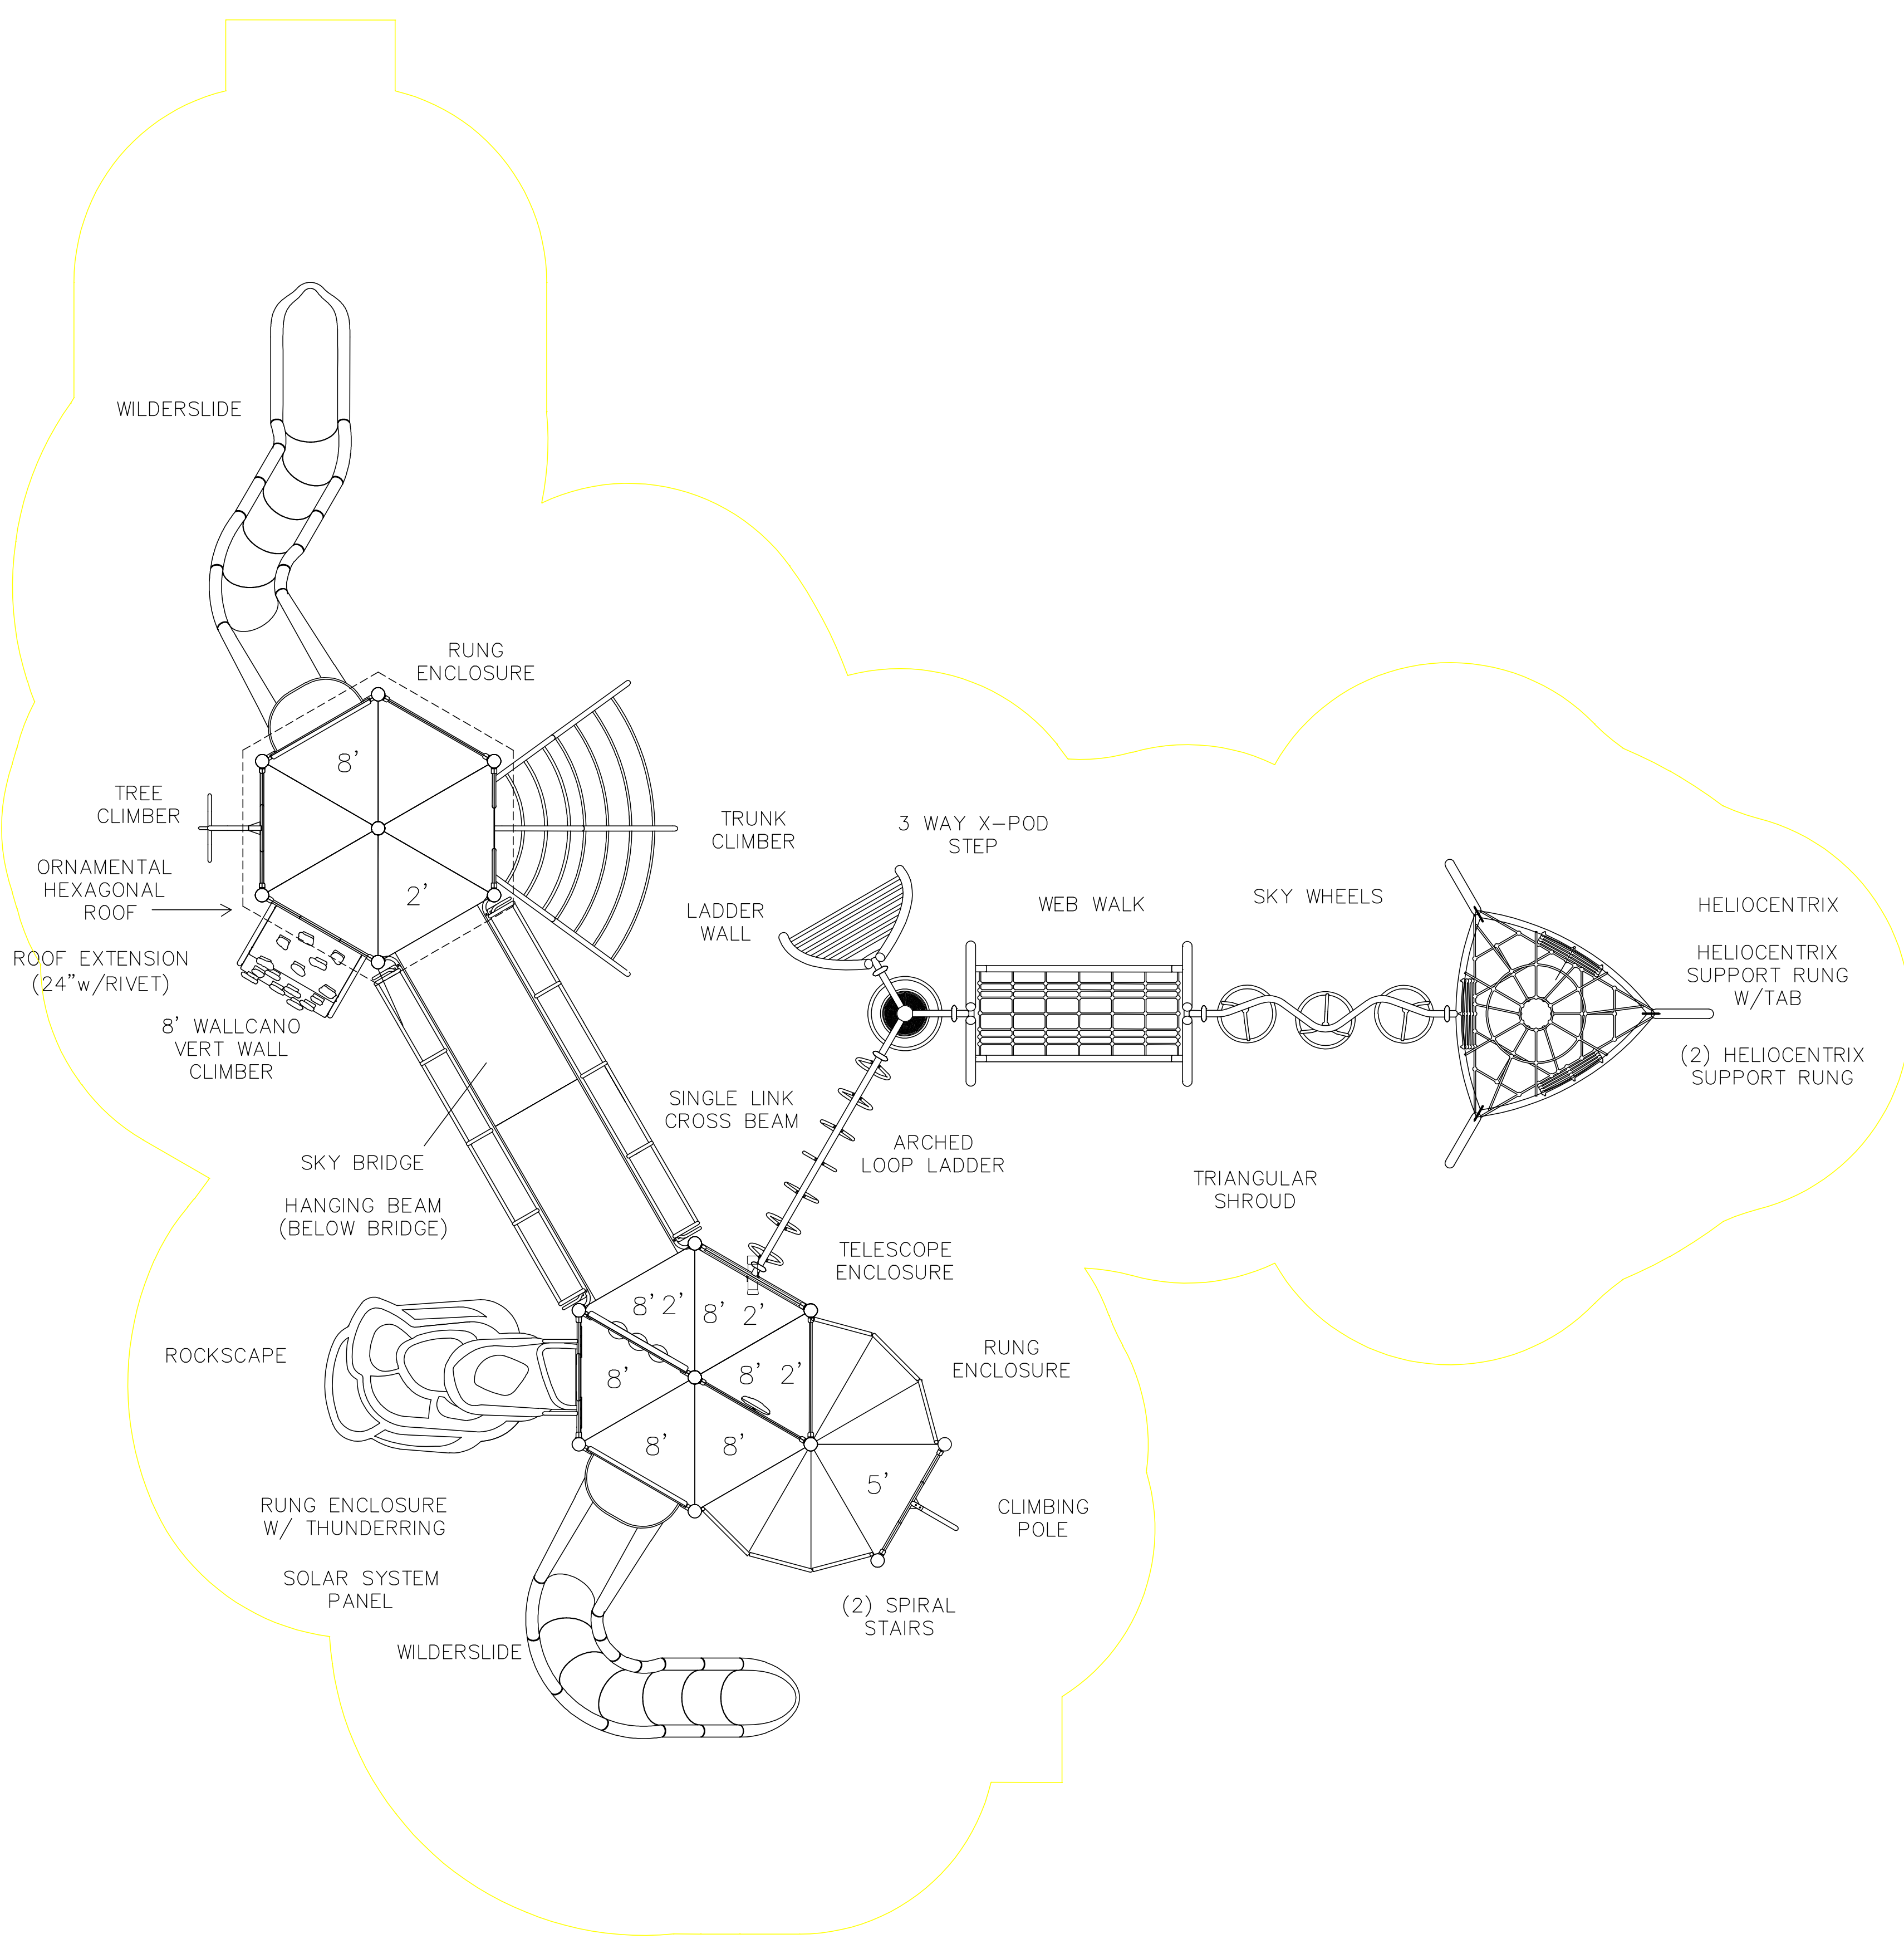 WILDERSLIDE
RUNG
ENCLOSURE
8'
TREE
CLIMBER
TRUNK
CLIMBER
3 WAY X-POD
STEP
ORNAMENTAL
HEXAGONAL
ROOF
2'
LADDER
WALL
WEB WALK
SKY WHEELS
HELIOCENTRIX
ROOF EXTENSION
(24"w/RIVET)
HELIOCENTRIX
SUPPORT RUNG
W/TAB
8' WALLCANO
VERT WALL
CLIMBER
(2) HELIOCENTRIX
SUPPORT RUNG
SINGLE LINK
CROSS BEAM
ARCHED
LOOP LADDER
SKY BRIDGE
TRIANGULAR
SHROUD
HANGING BEAM
(BELOW BRIDGE)
TELESCOPE
ENCLOSURE
8' 2' 8' 2'
ROCKSCAPE
RUNG
ENCLOSURE
8' 8' 2'
8' 8'
5'
RUNG ENCLOSURE
W/ THUNDERRING
CLIMBING
POLE
SOLAR SYSTEM
PANEL
(2) SPIRAL
STAIRS
WILDERSLIDE